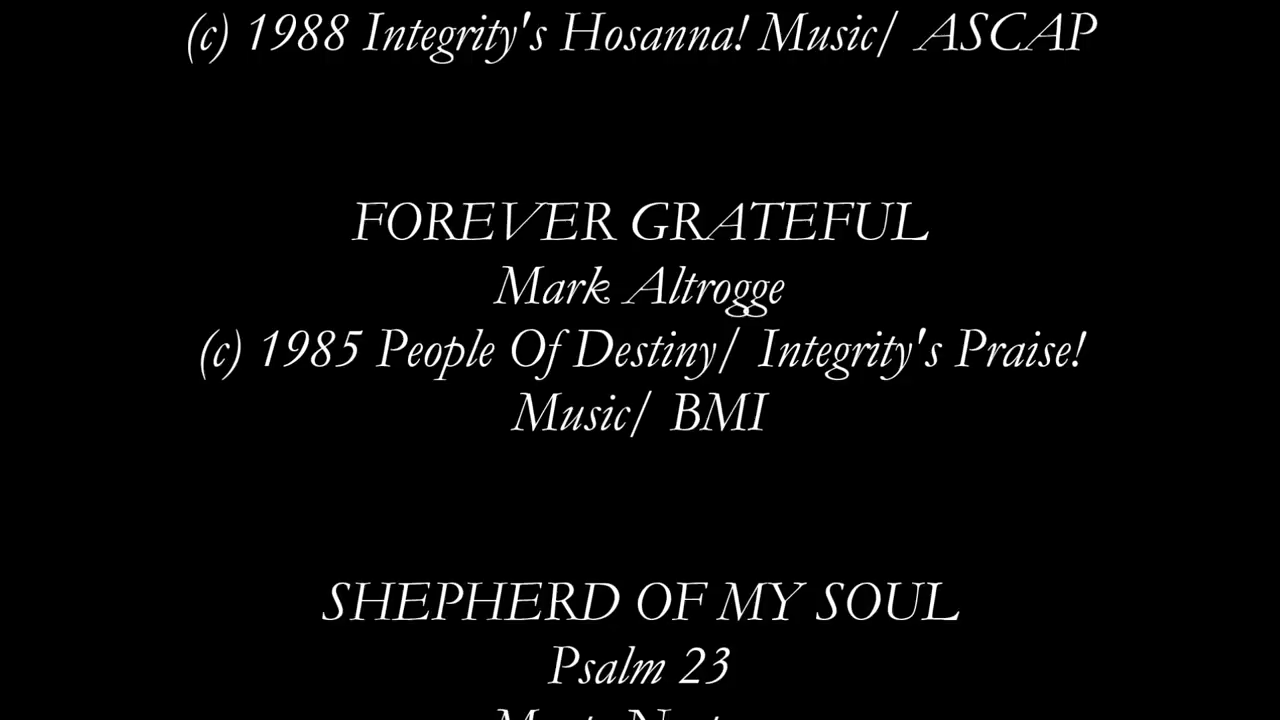 (c) 1988 Integrity's Hosanna! Music/ ASCAP
FOREVER GRATEFUL
Mark Altrogge
(c) 1985 People Of Destiny/ Integrity's Praise!
Music/ BMI
SHEPHERD OF MY SOUL
Psalm 23